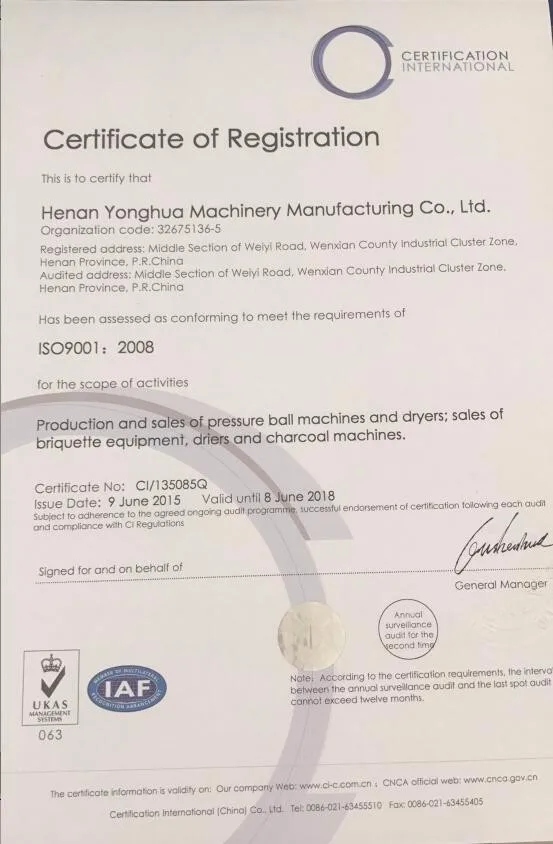 CERTIFICATION
INTERNATIONAL
Certificate of Registration
This is to certify that
Henan Yonghua Machinery Manufacturing Co., Ltd.
Organization code: 32675136-5
Registered address: Middle Section of Weiyi Road, Wenxian County Industrial Cluster Zone,
Henan Province, P.R.China
Audited address: Middle Section of Weiyi Road, Wenxian County Industrial Cluster Zone,
Henan Province, P.R.China
Has been assessed as conforming to meet the requirements of
ISO9001：2008
for the scope of activities
Production and sales of pressure ball machines and dryers; sales of
briquette equipment, driers and charcoal machines.
Certificate No: CI/135085Q
Issue Date: 9 June 2015 Valid until 8 June 2018
Subject to adherence to the agreed ongoing audit programme, successful endorsement of certification following each audit
and compliance with CI Regulations
Signed for and on behalf of
General Manager
Annual
surveillance
audit for the
second time
UKAS
MANAGEMENT
SYSTEMS
063
MEMBER OF MULTILATERAL
IAF
RECOGNITION ARRANGEMENT
Note: According to the certification requirements, the interva
between the annual surveillance audit and the last spot audit
cannot exceed twelve months.
The certificate information is validity on: Our company Web: www.ci-c.com.cn ; CNCA official web: www.cnca.gov.cn
Certification International (China) Co., Ltd. Tel: 0086-021-63455510 Fax: 0086-021-63455405